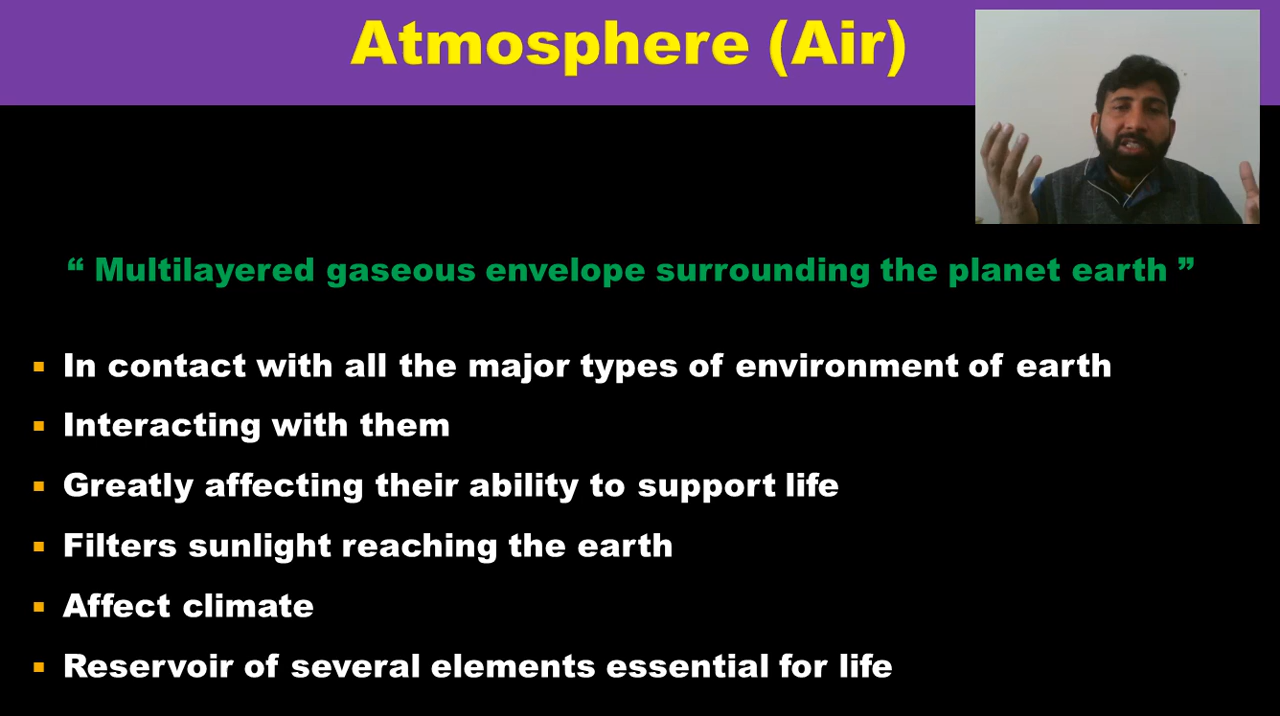 Atmosphere (Air)
“ Multilayered gaseous envelope surrounding the planet earth ”
▪ In contact with all the major types of environment of earth
▪ Interacting with them
▪ Greatly affecting their ability to support life
▪ Filters sunlight reaching the earth
▪ Affect climate
▪ Reservoir of several elements essential for life